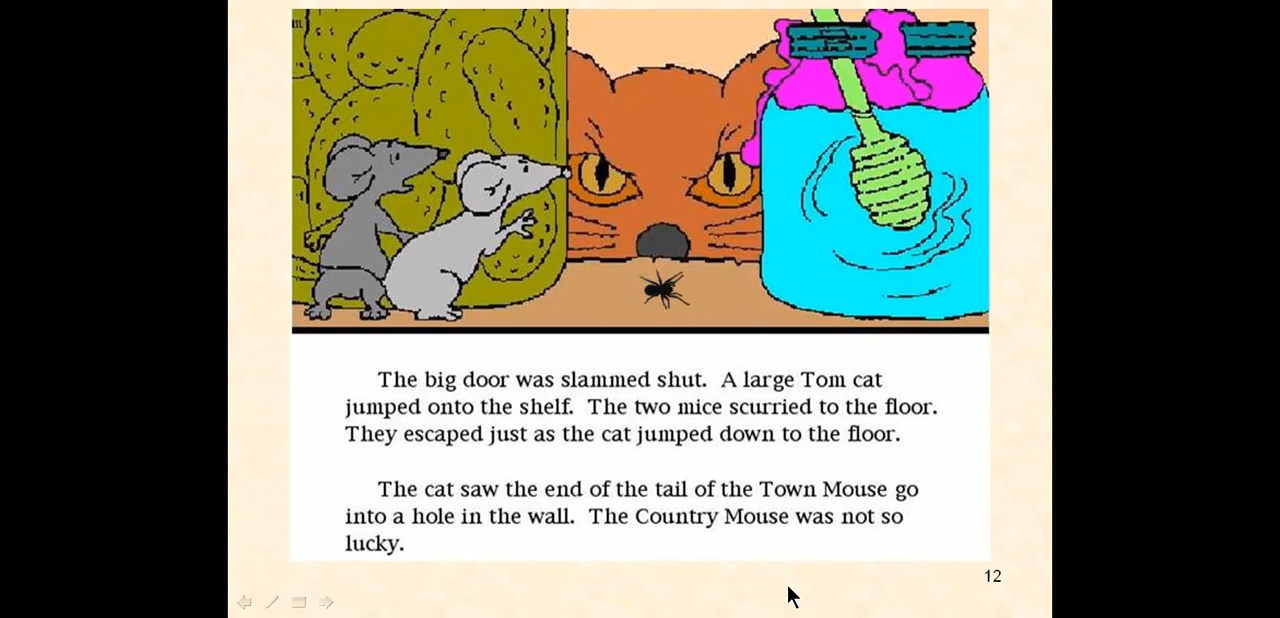 The big door was slammed shut.  A large Tom cat
jumped onto the shelf.  The two mice scurried to the floor.
They escaped just as the cat jumped down to the floor.
The cat saw the end of the tail of the Town Mouse go
into a hole in the wall.  The Country Mouse was not so
lucky.
12